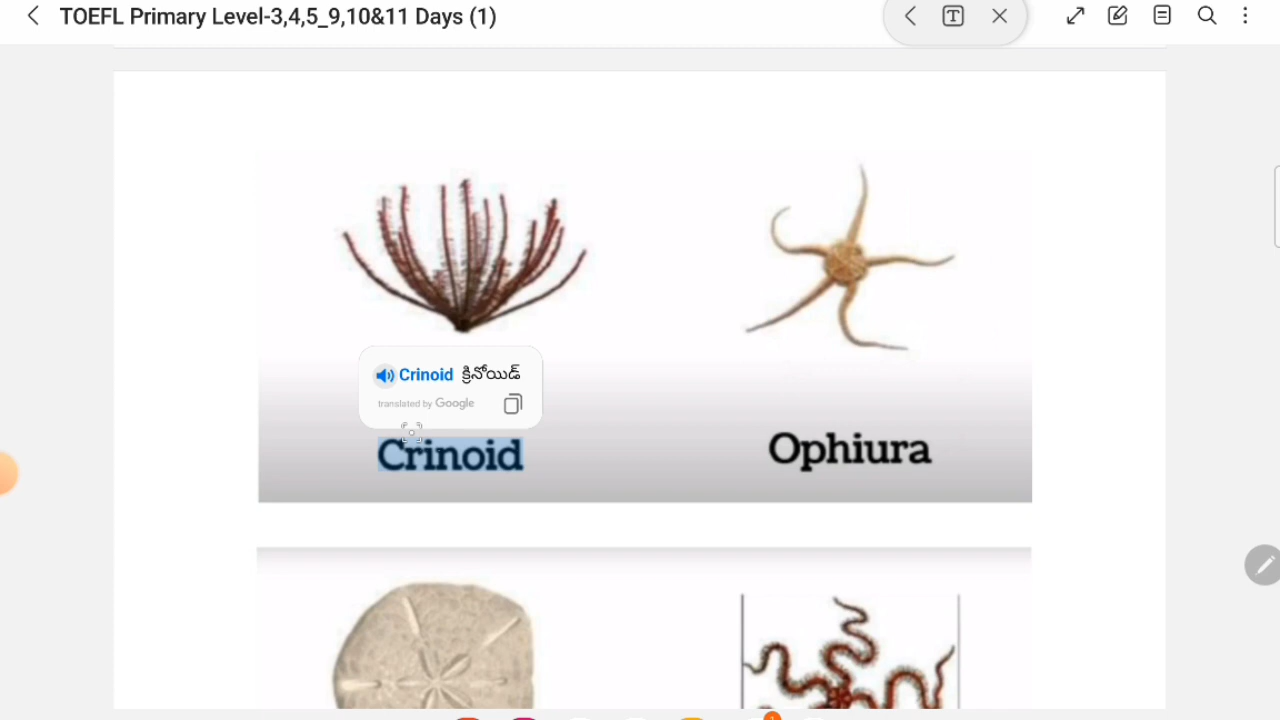 TOEFL Primary Level-3,4,5_9,10&11 Days (1)
Crinoid క్రినోయిడ్
translated by Google
Crinoid
Ophiura